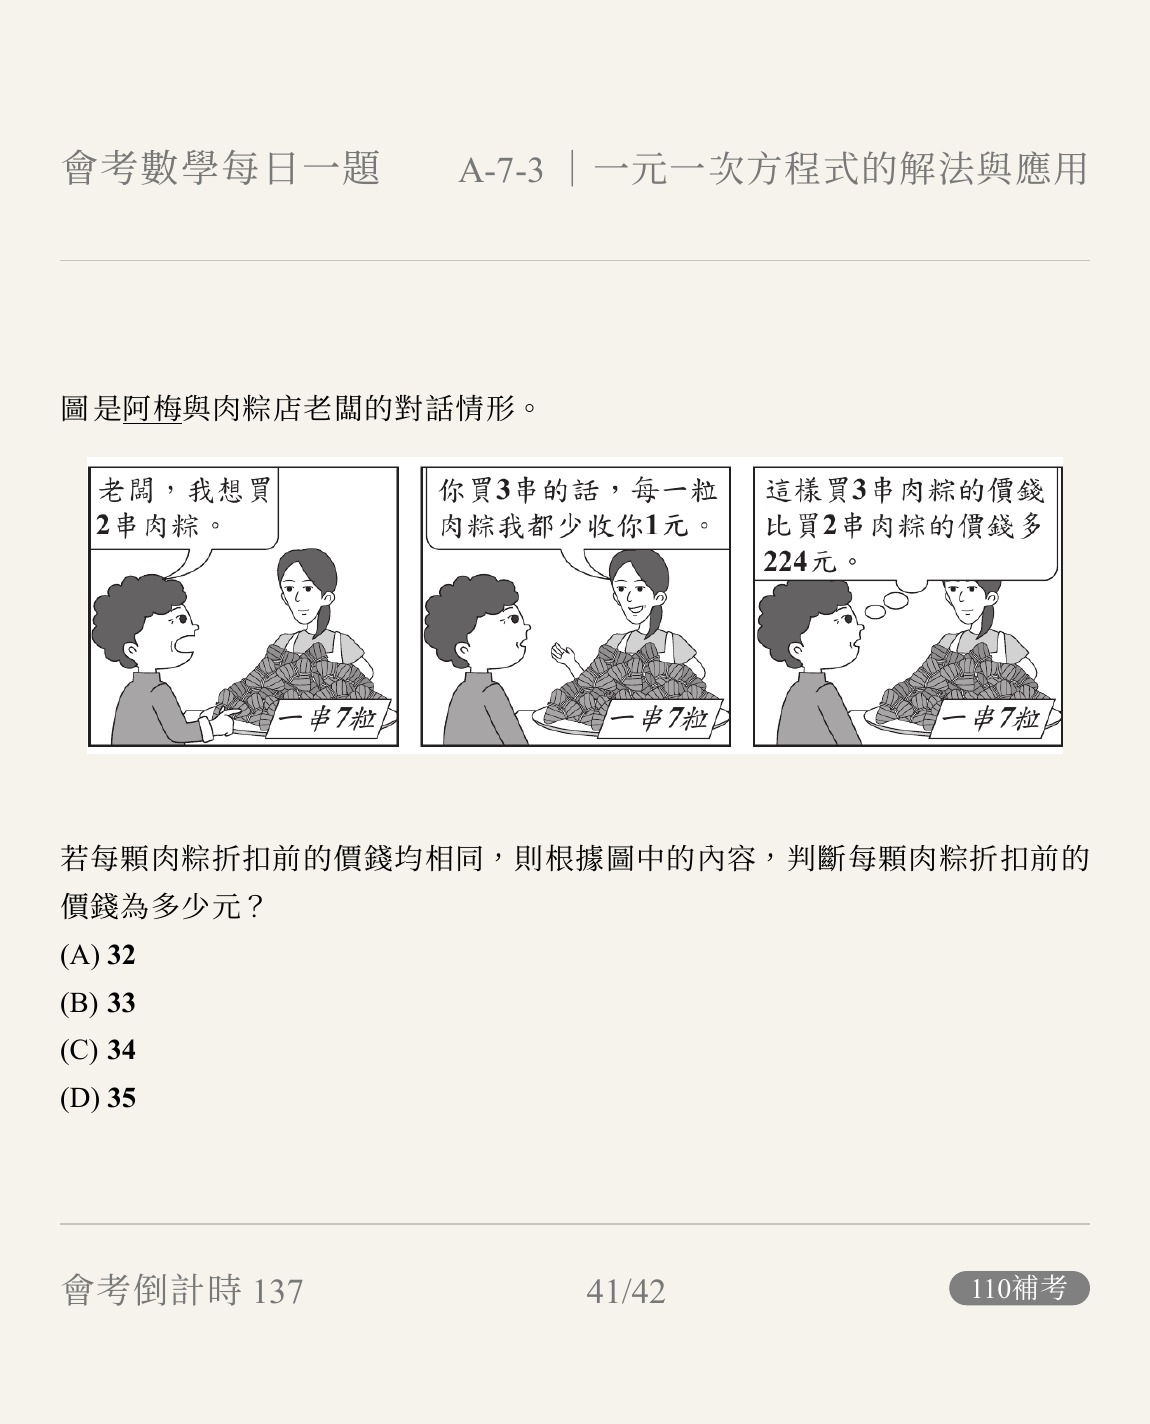 會考數學每日一題
A-7-3｜一元一次方程式的解法與應用
圖是阿梅與肉粽店老闆的對話情形。
老闆，我想買
2串肉粽。
一串7粒
你買3串的話，每一粒
肉粽我都少收你1元。
一串7粒
這樣買3串肉粽的價錢
比買2串肉粽的價錢多
224元。
一串7粒
若每顆肉粽折扣前的價錢均相同，則根據圖中的內容，判斷每顆肉粽折扣前的
價錢為多少元？
(A) 32
(B) 33
(C) 34
(D) 35
會考倒計時 137
41/42
110補考